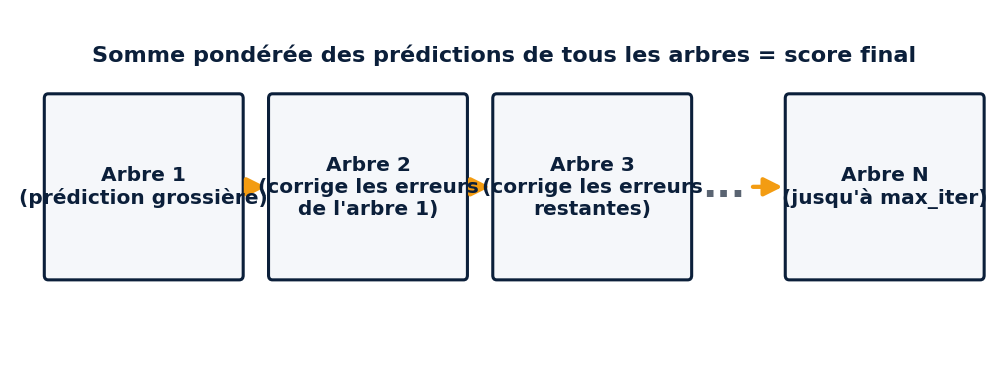 Somme pondérée des prédictions de tous les arbres = score final
Arbre 1
(prédiction grossière)
Arbre 2
(corrige les erreurs
de l'arbre 1)
Arbre 3
(corrige les erreurs
restantes)
...
Arbre N
(jusqu'à max_iter)